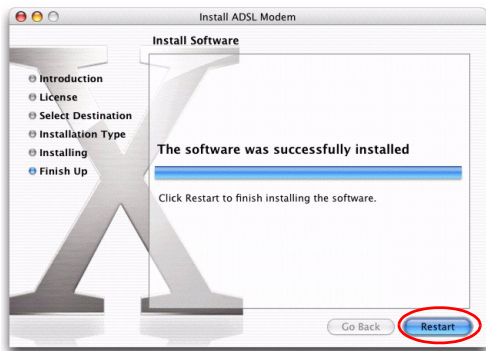 Install ADSL Modem
Install Software
Introduction
License
Select Destination
Installation Type
Installing
Finish Up
The software was successfully installed
Click Restart to finish installing the software.
Go Back
Restart